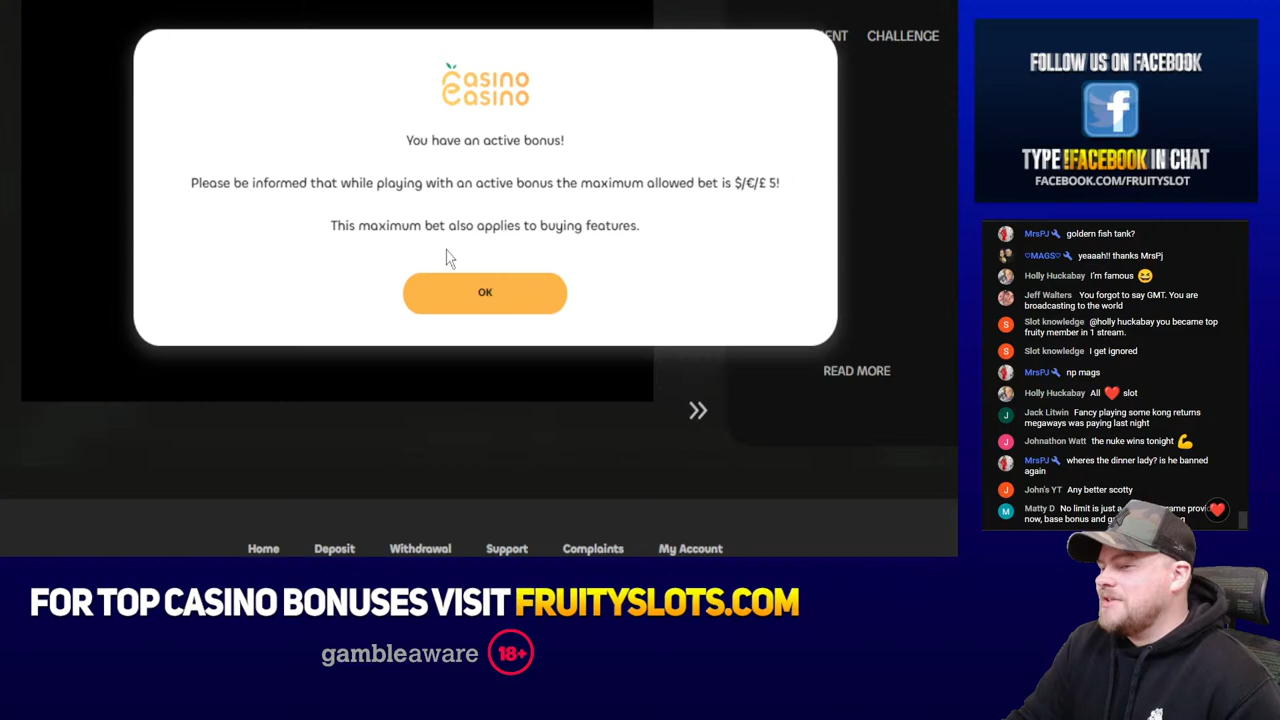 ENT CHALLENGE
Casino
Casino
You have an active bonus!
Please be informed that while playing with an active bonus the maximum allowed bet is $/€/£ 5!
This maximum bet also applies to buying features.
OK
READ MORE
Home Deposit Withdrawal Support Complaints My Account
FOLLOW US ON FACEBOOK
f
TYPE !FACEBOOK IN CHAT
FACEBOOK.COM/FRUITYSLOT
MrsPJ goldern fish tank?
♡MAGS♡ yeaaah!! thanks MrsPj
Holly Huckabay I'm famous 😆
Jeff Walters You forgot to say GMT. You are
broadcasting to the world
S Slot knowledge @holly huckabay you became top
fruity member in 1 stream.
S Slot knowledge I get ignored
MrsPJ np mags
Holly Huckabay All ❤️ slot
J Jack Litwin Fancy playing some kong returns
megaways was paying last night
J Johnathon Watt the nuke wins tonight 💪
MrsPJ wheres the dinner lady? is he banned
again
J John's YT Any better scotty
M Matty D No limit is just a
now, base bonus and
FOR TOP CASINO BONUSES VISIT FRUITYSLOTS.COM
gambleaware 18+